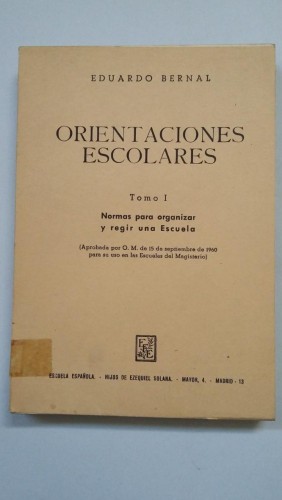 EDUARDO BERNAL
ORIENTACIONES
ESCOLARES
Tomo I
Normas para organizar
y regir una Escuela
(Aprobada por O. M. de 15 de septiembre de 1960
para su uso en las Escuelas del Magisterio)
ESCUELA ESPAÑOLA. - HIJOS DE EZEQUIEL SOLANA. - MAYOR, 4. - MADRID - 13